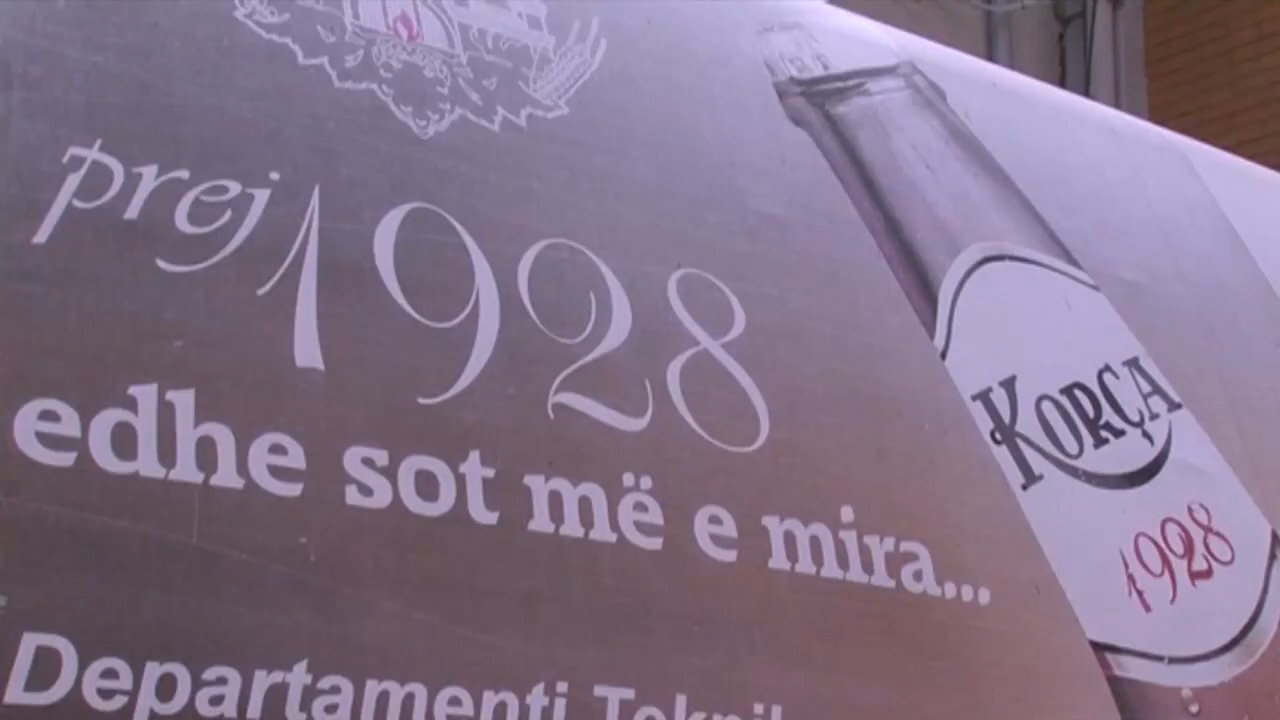 prej 1928
edhe sot më e mira...
Departamenti
KORÇA
1928